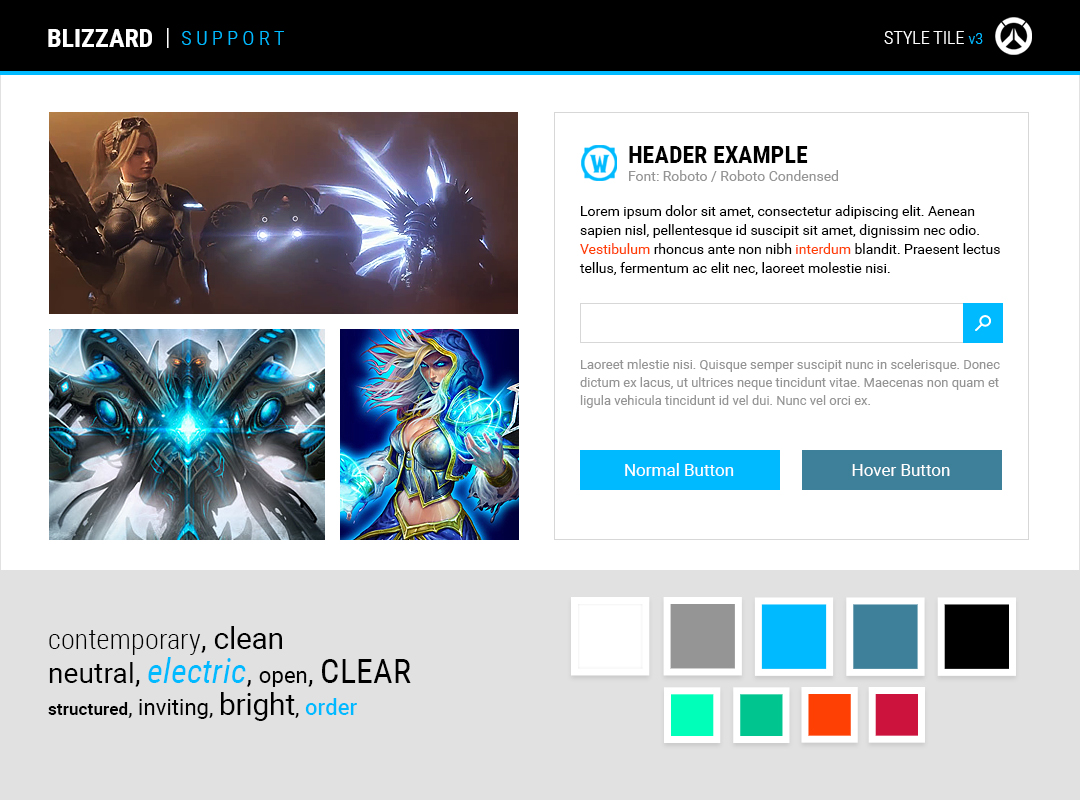 BLIZZARD | SUPPORT
STYLE TILE v3
W
HEADER EXAMPLE
Font: Roboto / Roboto Condensed
Lorem ipsum dolor sit amet, consectetur adipiscing elit. Aenean
sapien nisl, pellentesque id suscipit sit amet, dignissim nec odio.
Vestibulum rhoncus ante non nibh interdum blandit. Praesent lectus
tellus, fermentum ac elit nec, laoreet molestie nisi.
Laoreet mlestie nisi. Quisque semper suscipit nunc in scelerisque. Donec
dictum ex lacus, ut ultrices neque tincidunt vitae. Maecenas non quam et
ligula vehicula tincidunt id vel dui. Nunc vel orci ex.
Normal Button
Hover Button
contemporary, clean
neutral, electric, open, CLEAR
structured, inviting, bright, order